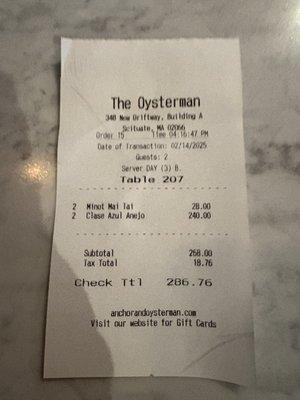 The Oysterman
348 New Driftway, Building A
Scituate, MA 02066
Order 15 Time 04:16:47 PM
Date of Transaction: 02/14/2025
Guests: 2
Server DAY (3) B.
Table 207
2 Minot Mai Tai 28.00
2 Clase Azul Anejo 240.00
Subtotal 268.00
Tax Total 18.76
Check Ttl 286.76
anchorandoysterman.com
Visit our website for Gift Cards